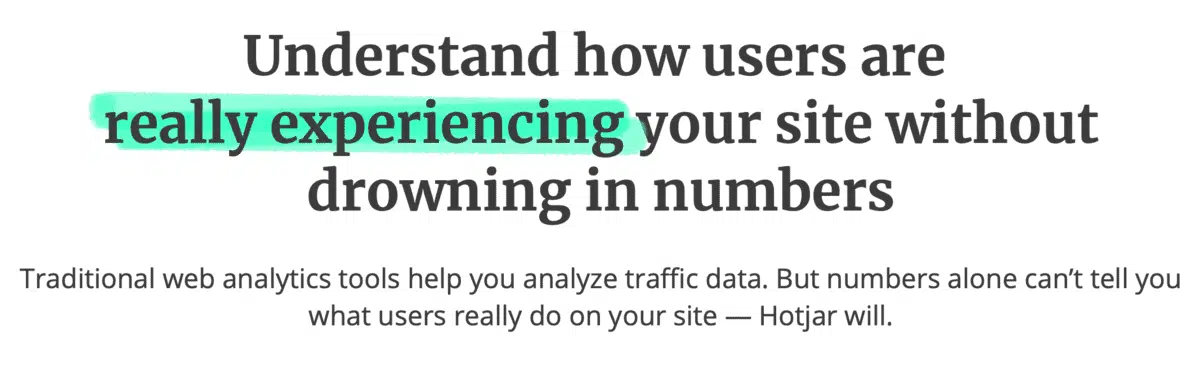 Understand how users are
really experiencing your site without
drowning in numbers
Traditional web analytics tools help you analyze traffic data. But numbers alone can’t tell you
what users really do on your site — Hotjar will.